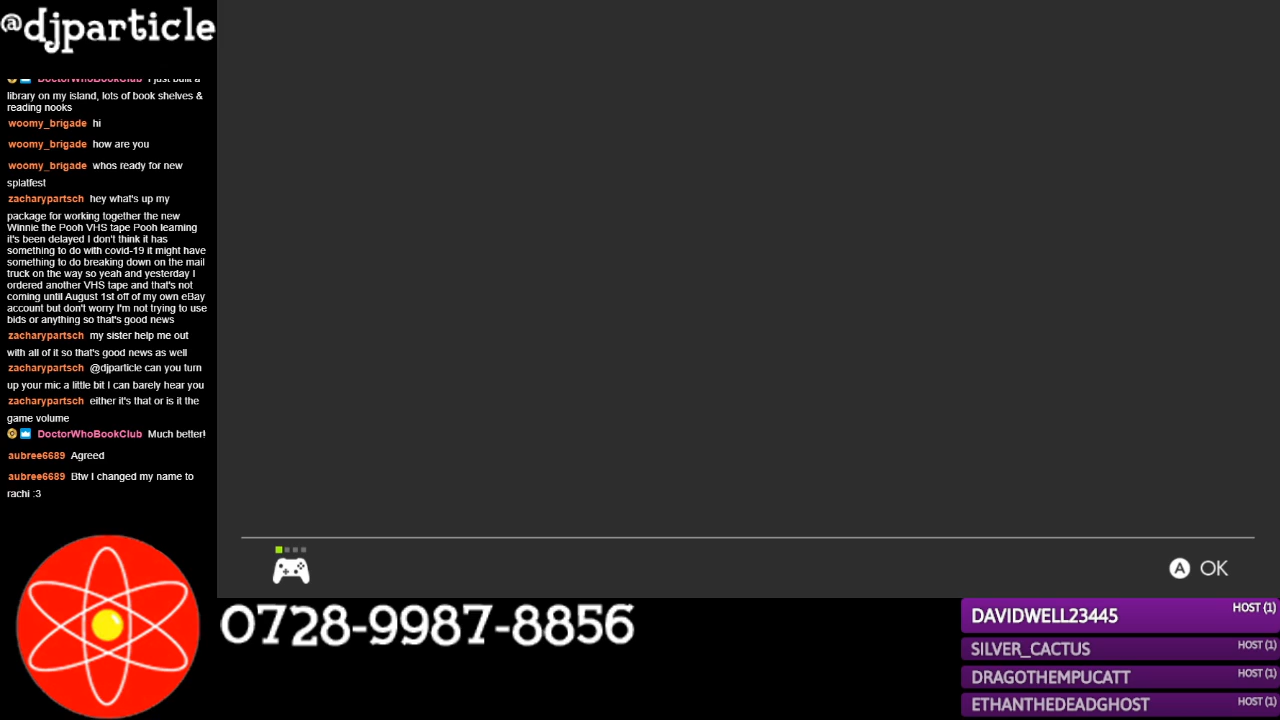 @djparticle
DoctorWhoBookClub I just built a
library on my island, lots of book shelves &
reading nooks
woomy_brigade hi
woomy_brigade how are you
woomy_brigade whos ready for new
splatfest
zacharypartsch hey what's up my
package for working together the new
Winnie the Pooh VHS tape Pooh learning
it's been delayed I don't think it has
something to do with covid-19 it might have
something to do breaking down on the mail
truck on the way so yeah and yesterday I
ordered another VHS tape and that's not
coming until August 1st off of my own eBay
account but don't worry I'm not trying to use
bids or anything so that's good news
zacharypartsch my sister help me out
with all of it so that's good news as well
zacharypartsch @djparticle can you turn
up your mic a little bit I can barely hear you
zacharypartsch either it's that or is it the
game volume
DoctorWhoBookClub Much better!
aubree6689 Agreed
aubree6689 Btw I changed my name to
rachi :3
A OK
0728-9987-8856
DAVIDWELL23445 HOST (1)
SILVER_CACTUS HOST (1)
DRAGOTHEMPUCATT HOST (1)
ETHANTHEDEADGHOST HOST (1)